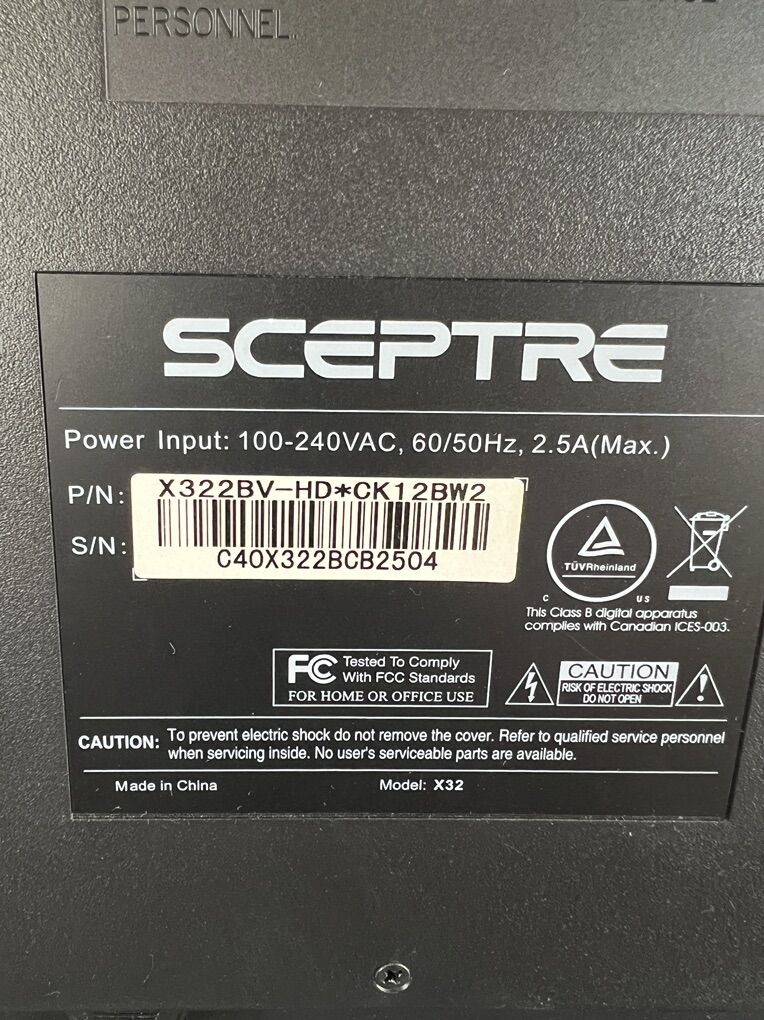 PERSONNEL.
SCEPTRE
Power Input: 100-240VAC, 60/50Hz, 2.5A(Max.)
P/N: X322BV-HD*CK12BW2
S/N: C40X322BCB2504
TÜVRheinland
C US
This Class B digital apparatus
complies with Canadian ICES-003.
FC Tested To Comply
With FCC Standards
FOR HOME OR OFFICE USE
CAUTION
RISK OF ELECTRIC SHOCK
DO NOT OPEN
CAUTION: To prevent electric shock do not remove the cover. Refer to qualified service personnel
when servicing inside. No user's serviceable parts are available.
Made in China Model: X32